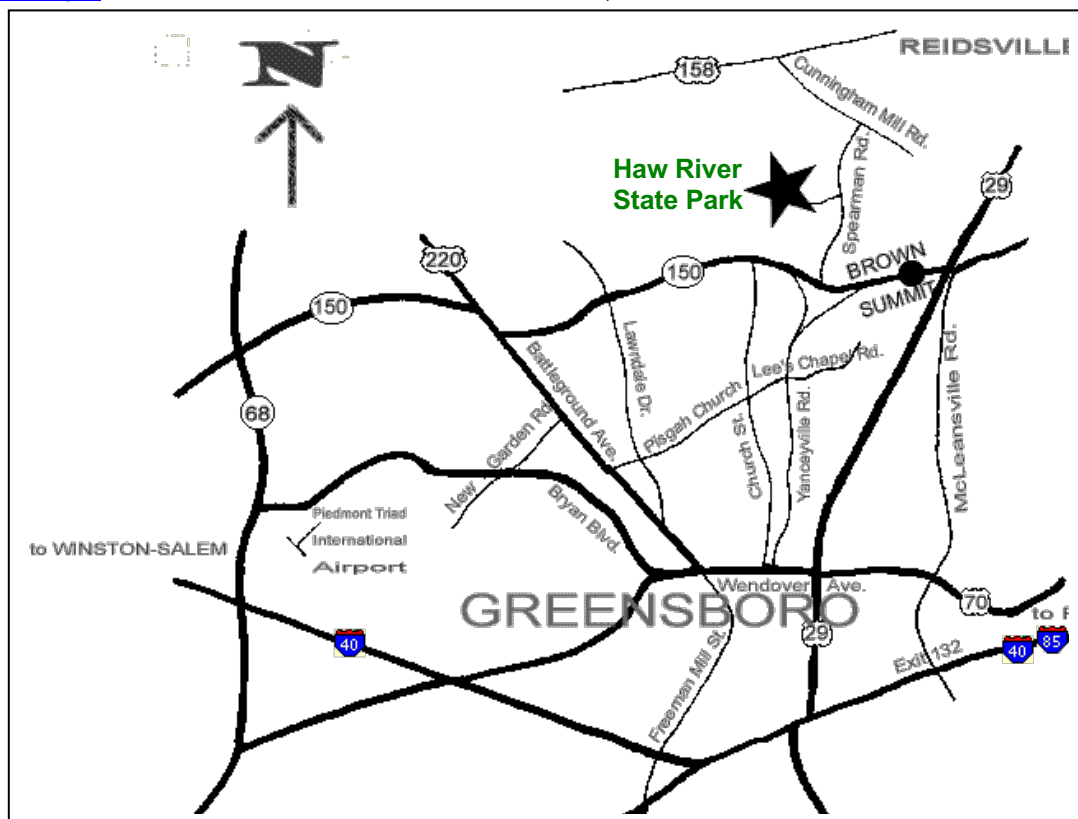 N
REIDSVILLE
158
Cunningham Mill Rd.
Haw River
State Park
Spearman Rd.
29
220
150
150
BROWN
SUMMIT
68
Lawndale Dr.
Battleground Ave.
Pisgah Church
Lee's Chapel Rd.
New Garden Rd.
Church St.
Yanceyville Rd.
McLeansville Rd.
Bryan Blvd.
Piedmont Triad
International
Airport
to WINSTON-SALEM
Wendover Ave.
GREENSBORO
70
to
40
29
Freeman Mill St.
Exit 132
40
85